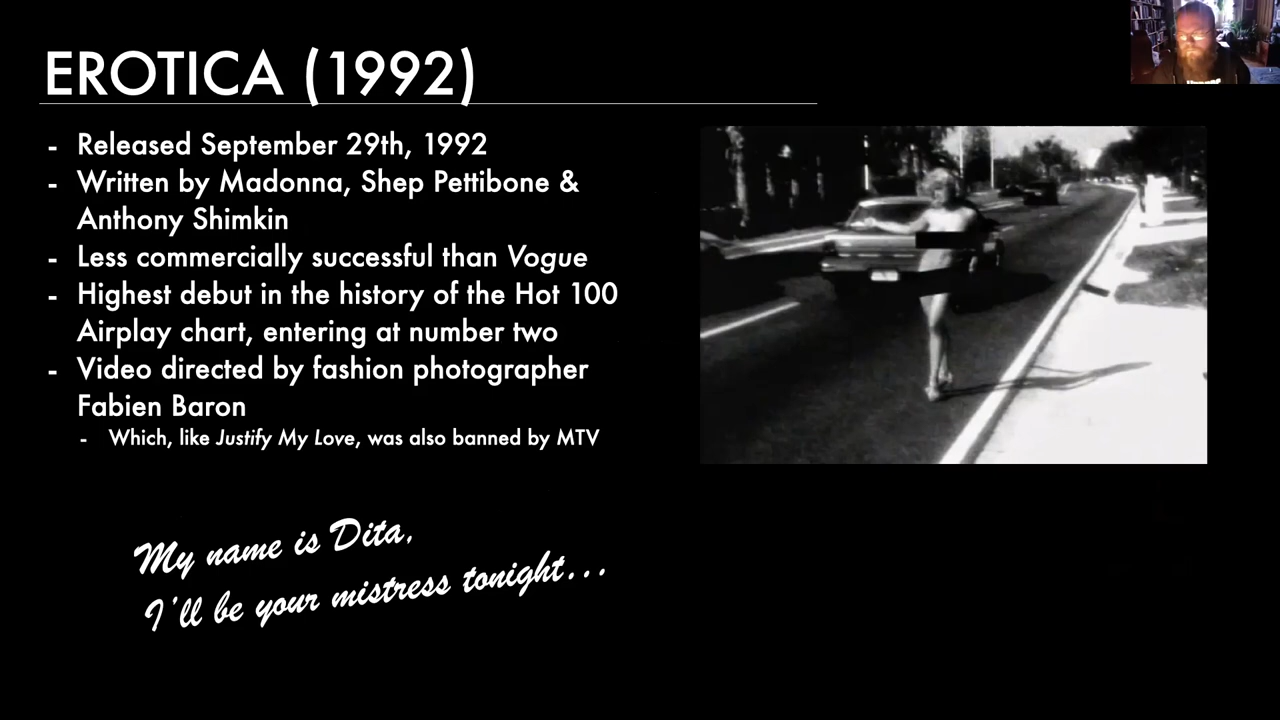 EROTICA (1992)
- Released September 29th, 1992
- Written by Madonna, Shep Pettibone &
Anthony Shimkin
- Less commercially successful than Vogue
- Highest debut in the history of the Hot 100
Airplay chart, entering at number two
- Video directed by fashion photographer
Fabien Baron
- Which, like Justify My Love, was also banned by MTV
My name is Dita,
I'll be your mistress tonight...